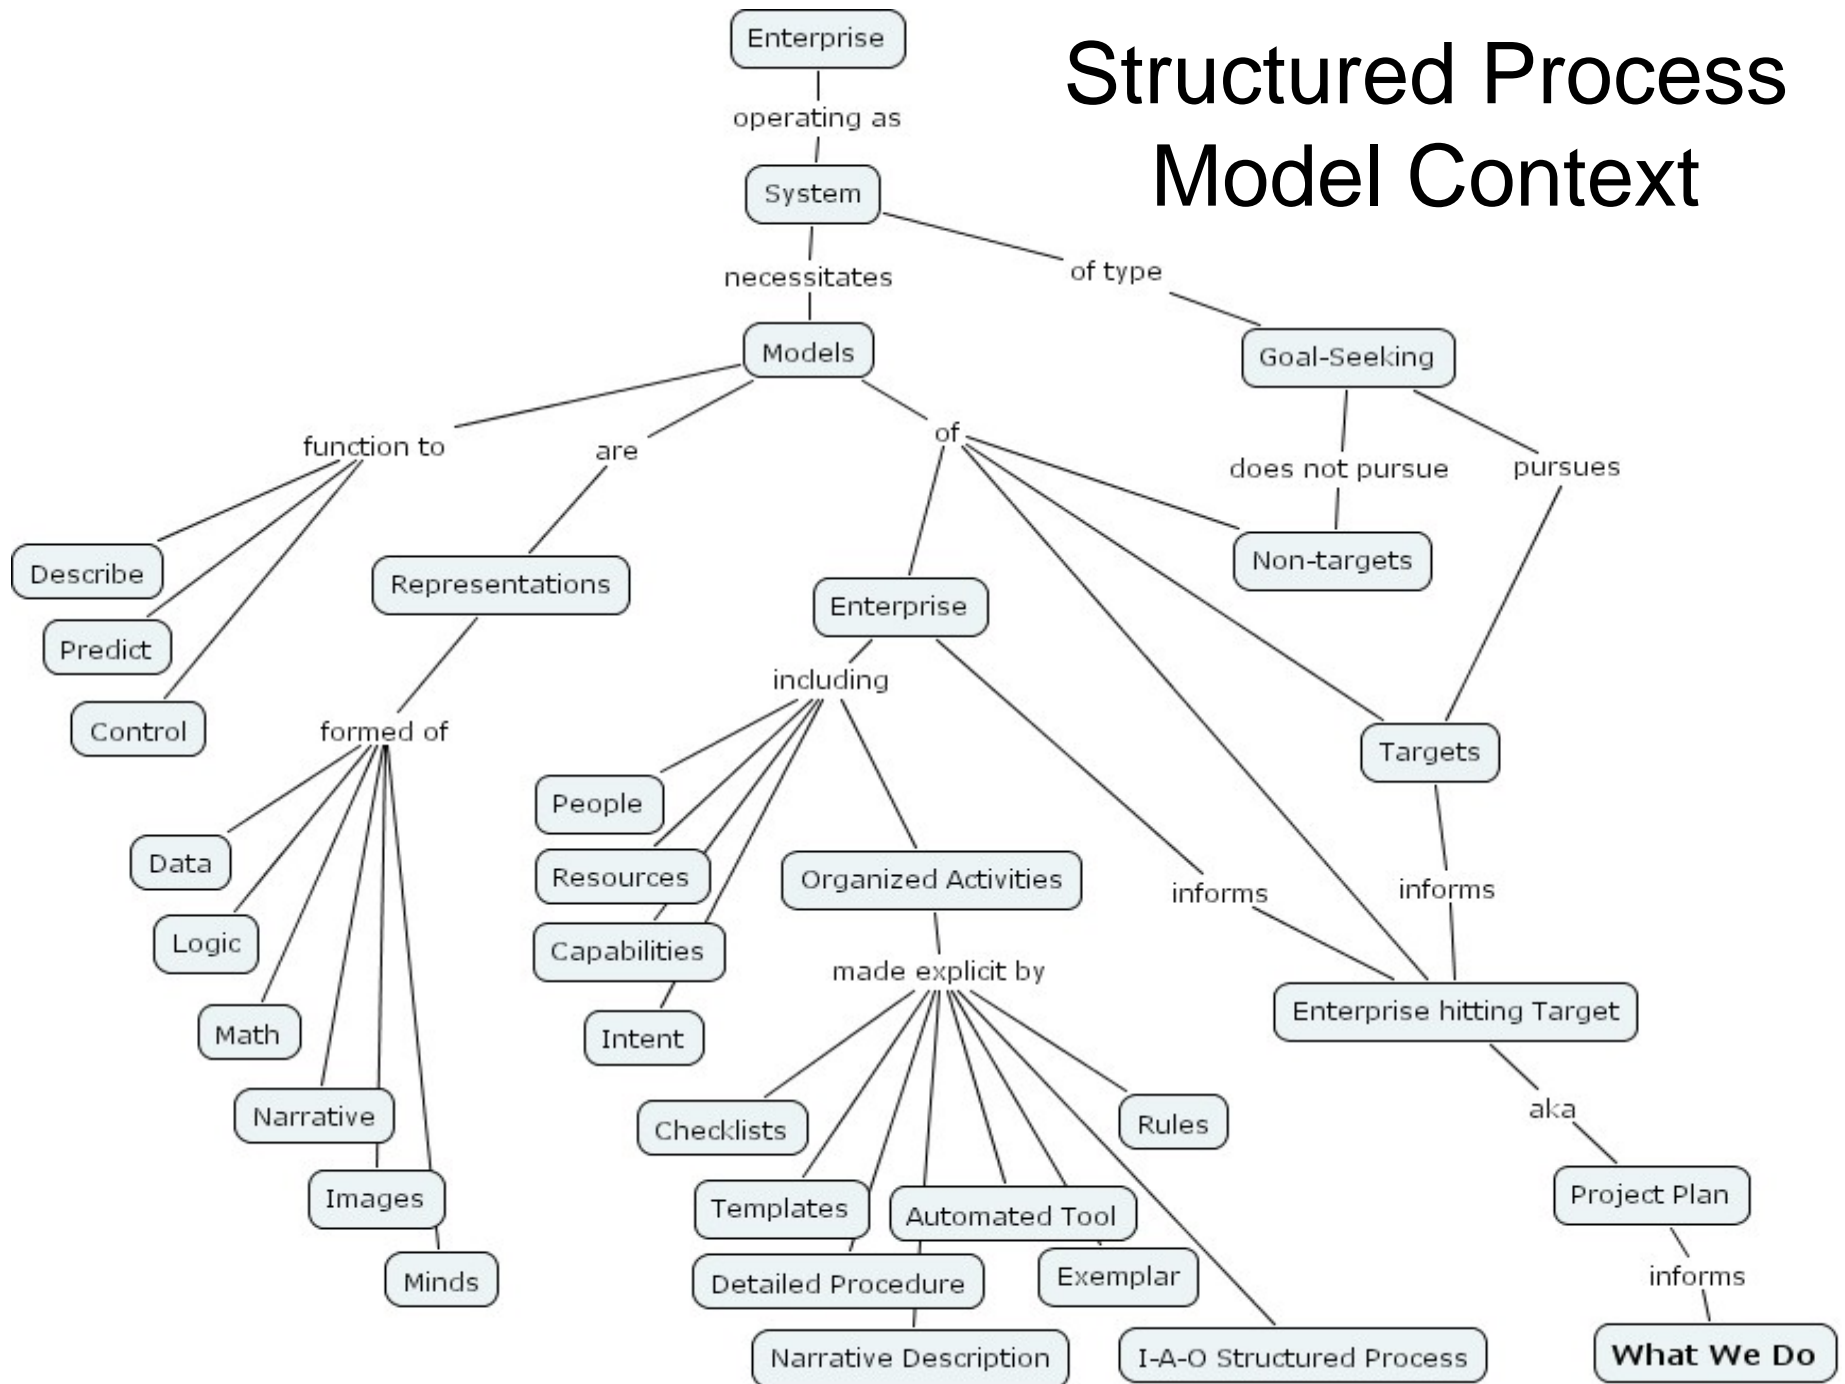 Enterprise
Structured Process
Model Context
operating as
System
necessitates
of type
Models
Goal-Seeking
function to
are
of
does not pursue
pursues
Describe
Representations
Enterprise
Non-targets
Predict
including
Control
formed of
Targets
People
Data
Resources
Organized Activities
informs
informs
Logic
Capabilities
made explicit by
Math
Intent
Enterprise hitting Target
Narrative
Checklists
Rules
aka
Images
Templates
Automated Tool
Project Plan
Minds
Detailed Procedure
Exemplar
informs
Narrative Description
I-A-O Structured Process
What We Do